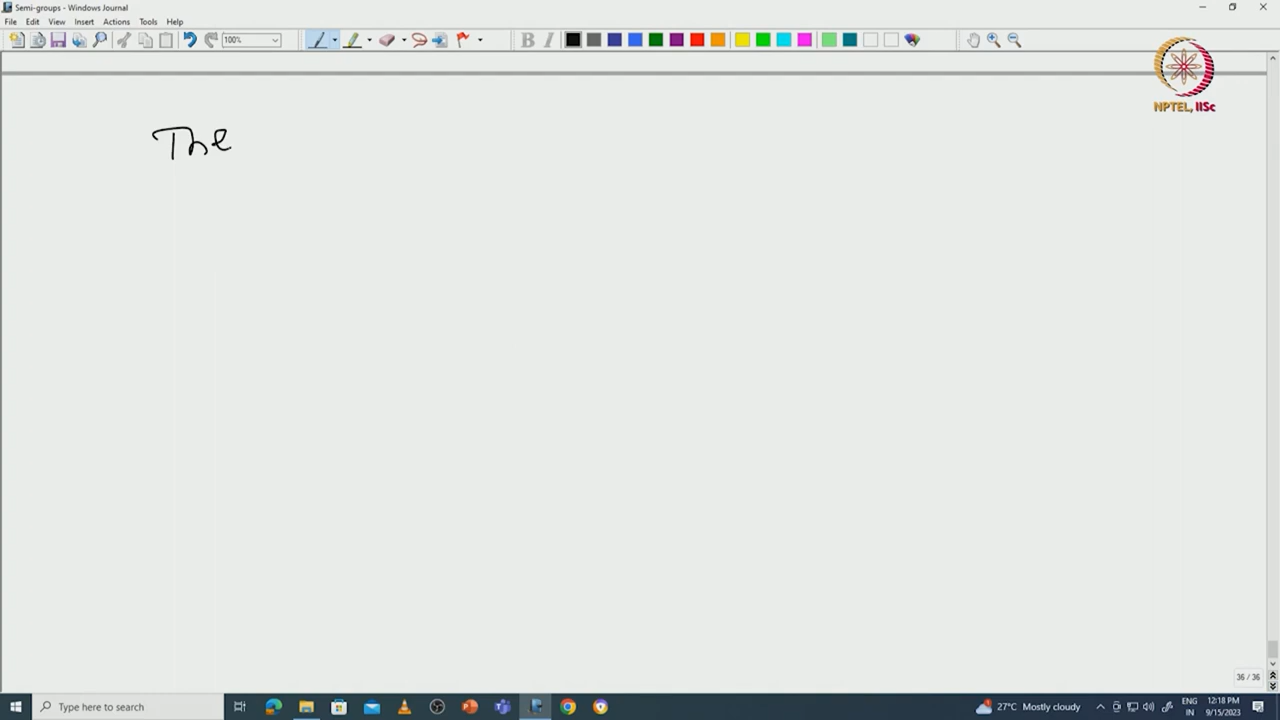 Semi-groups - Windows Journal
File Edit View Insert Actions Tools Help
100% B I
NPTEL, IISc
The
36 / 36
Type here to search 27°C Mostly cloudy ENG IN 12:18 PM 9/15/2023